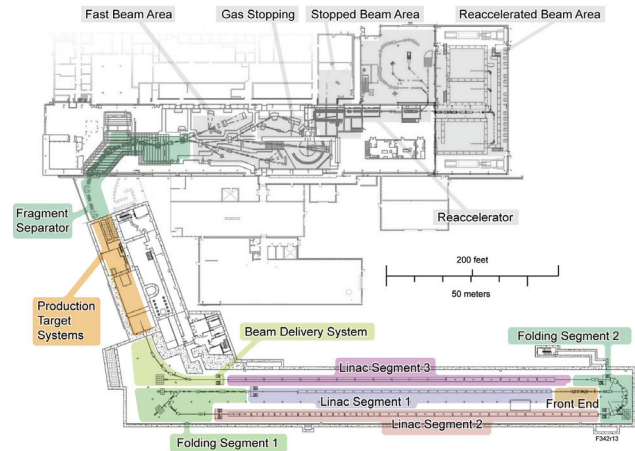 Fast Beam Area
Gas Stopping
Stopped Beam Area
Reaccelerated Beam Area
Fragment
Separator
Reaccelerator
200 feet
50 meters
Production
Target
Systems
Beam Delivery System
Folding Segment 2
Linac Segment 3
Linac Segment 1
Front End
Linac Segment 2
Folding Segment 1
F342r13